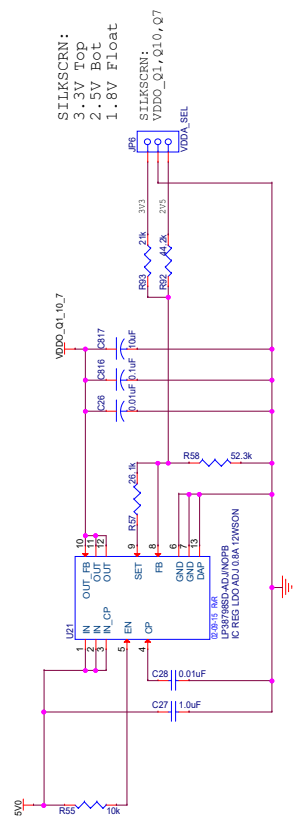 SILKSCRN:
3.3V Top
2.5V Bot
1.8V Float
SILKSCRN:
VDDO_Q1,Q10,Q7
JP6
VDDA_SEL
3V3
2V5
R93
21k
R92
44.2k
VDDO_Q1_10_7
C817
10uF
C816
0.1uF
C26
0.01uF
R57
26.1k
R58
52.3k
10
11
12
9
8
6
7
13
OUT_FB
OUT
OUT
SET
FB
GND
GND
DAP
U21
IN
IN
IN_CP
EN
CP
1
2
3
5
4
02-09-15 RWR
LP38798SD-ADJ/NOPB
IC REG LDO ADJ 0.8A 12WSON
C28
0.01uF
C27
1.0uF
5V0
R55
10k